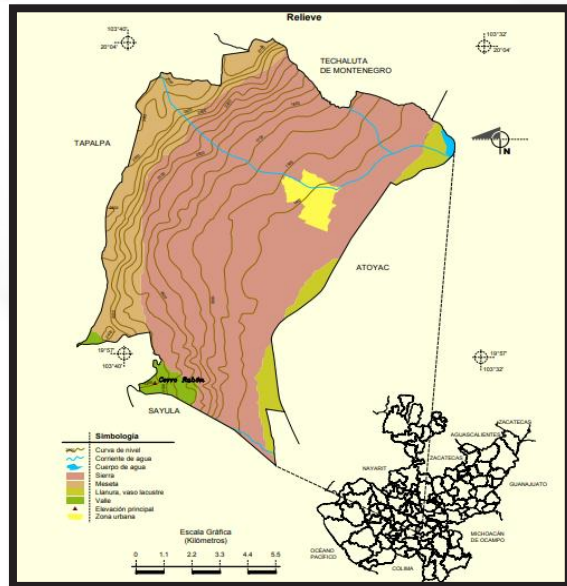 Relieve
103°40'
20°04'
103°32'
20°04'
TECHALUTA
DE MONTENEGRO
TAPALPA
N
ATOYAC
19°57'
103°40'
19°57'
103°32'
SAYULA
Simbología
Curva de nivel
Corriente de agua
Cuerpo de agua
Sierra
Meseta
Llanura, vaso lacustre
Valle
Elevación principal
Zona urbana
Escala Gráfica
(Kilómetros)
0 1.1 2.2 3.3 4.4 5.5
ZACATECAS
AGUASCALIENTES
ZACATECAS
NAYARIT
GUANAJUATO
MICHOACÁN
DE OCAMPO
OCÉANO
PACÍFICO
COLIMA